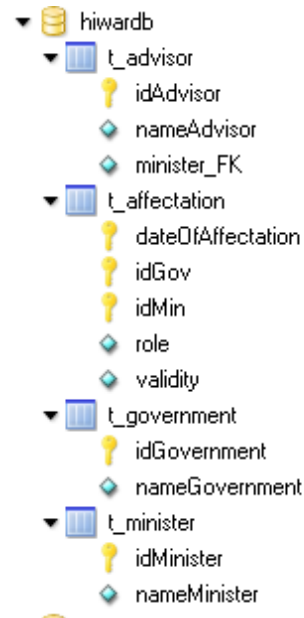 hiwardb
t_advisor
idAdvisor
nameAdvisor
minister_FK
t_affectation
dateOfAffectation
idGov
idMin
role
validity
t_government
idGovernment
nameGovernment
t_minister
idMinister
nameMinister